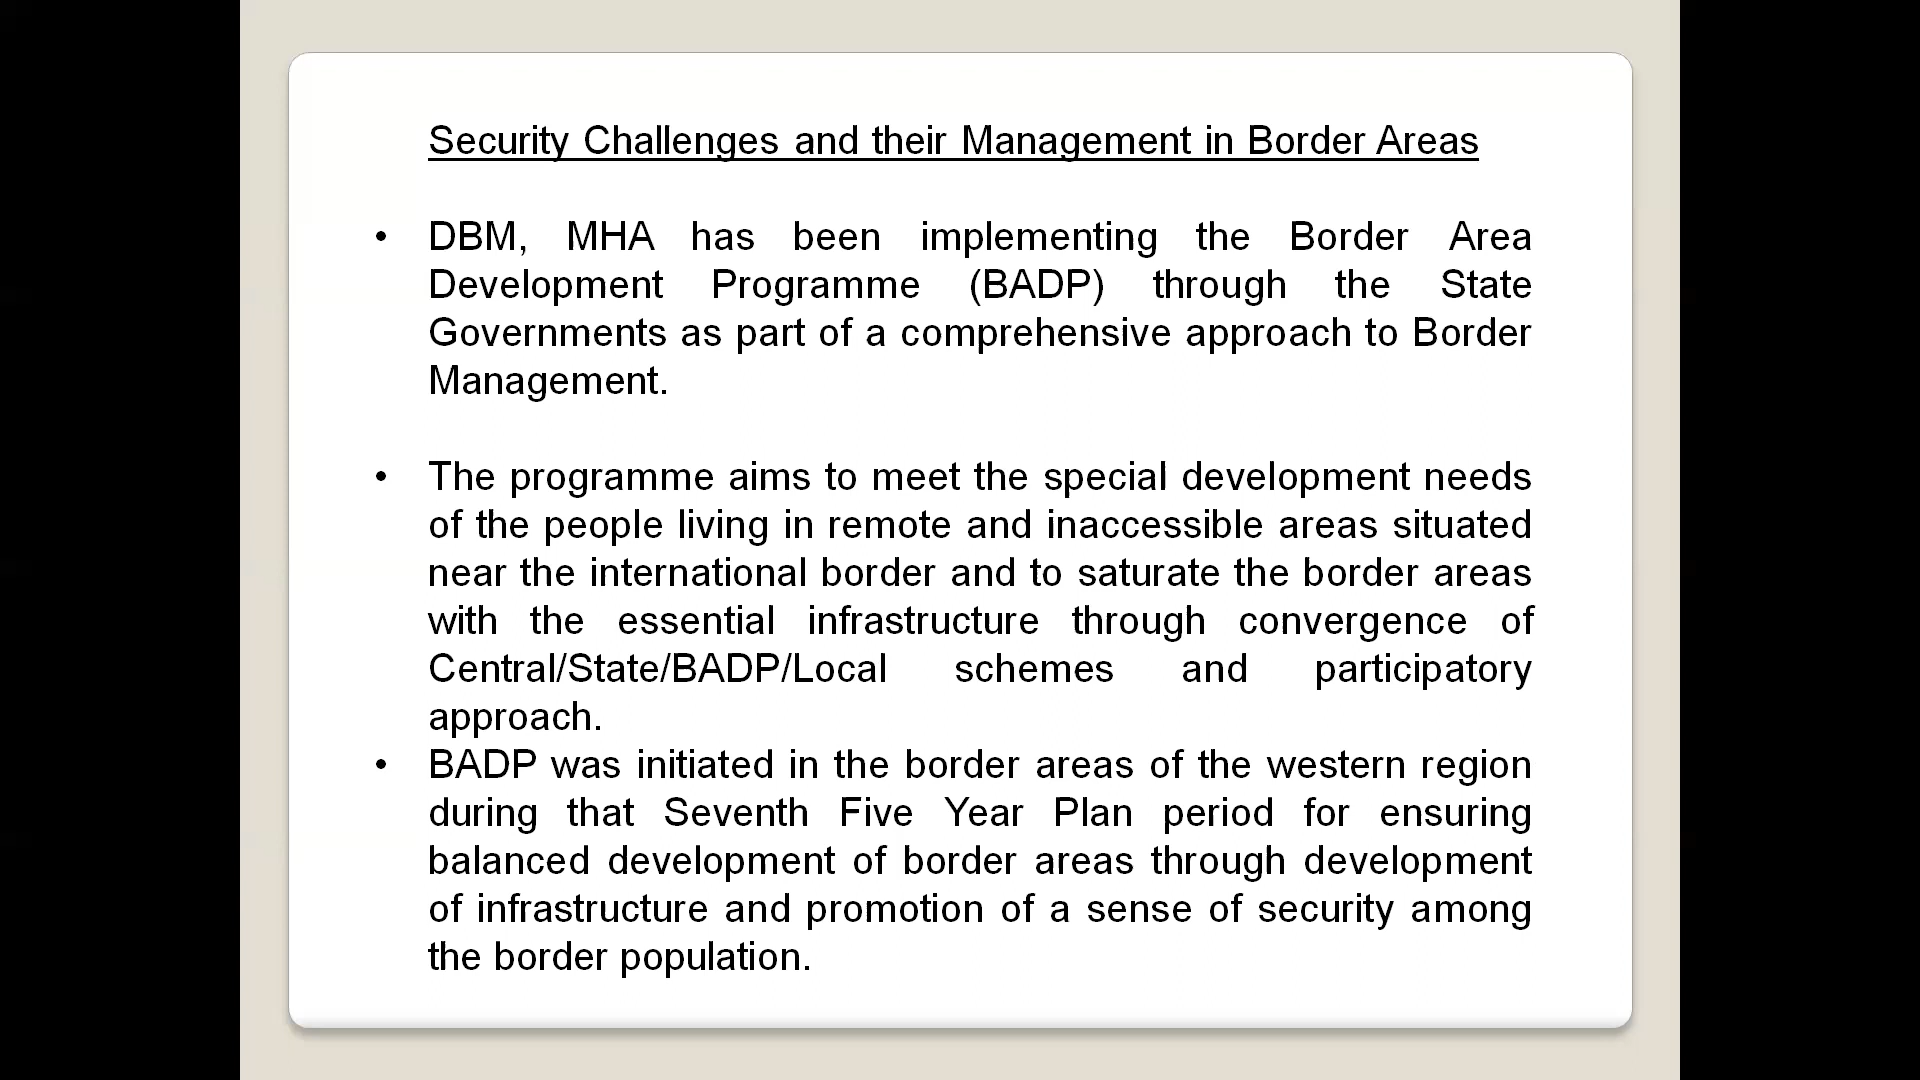 Security Challenges and their Management in Border Areas
• DBM, MHA has been implementing the Border Area
Development Programme (BADP) through the State
Governments as part of a comprehensive approach to Border
Management.
• The programme aims to meet the special development needs
of the people living in remote and inaccessible areas situated
near the international border and to saturate the border areas
with the essential infrastructure through convergence of
Central/State/BADP/Local schemes and participatory
approach.
• BADP was initiated in the border areas of the western region
during that Seventh Five Year Plan period for ensuring
balanced development of border areas through development
of infrastructure and promotion of a sense of security among
the border population.